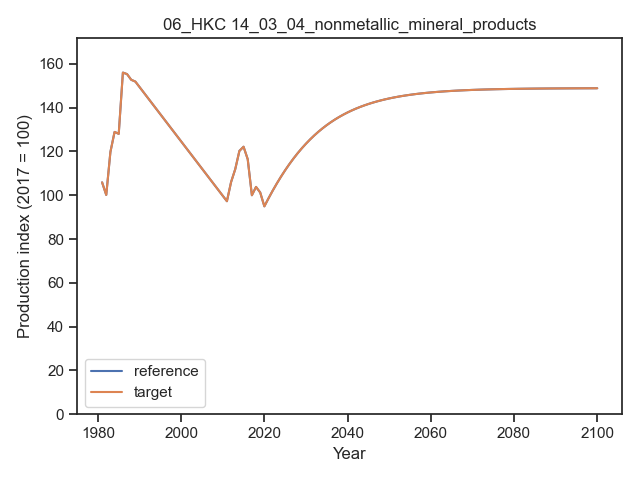 06_HKC 14_03_04_nonmetallic_mineral_products
Production index (2017 = 100)
160
140
120
100
80
60
40
20
0
reference
target
1980 2000 2020 2040 2060 2080 2100
Year